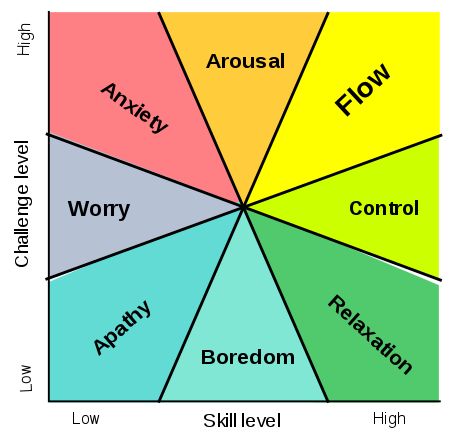 High
Arousal
Flow
Anxiety
Challenge level
Worry
Control
Apathy
Relaxation
Boredom
Low
Low
Skill level
High